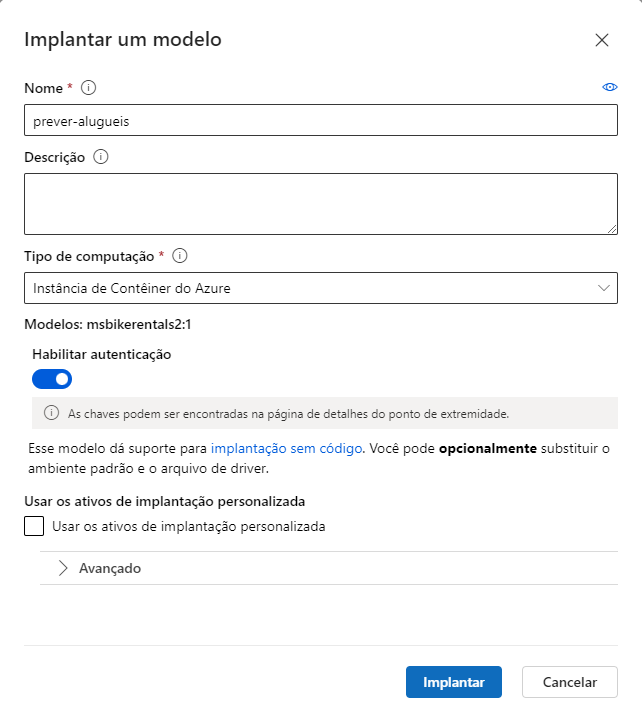 Implantar um modelo
Nome *
prever-alugueis
Descrição
Tipo de computação *
Instância de Contêiner do Azure
Modelos: msbikerentals2:1
Habilitar autenticação
As chaves podem ser encontradas na página de detalhes do ponto de extremidade.
Esse modelo dá suporte para implantação sem código. Você pode opcionalmente substituir o
ambiente padrão e o arquivo de driver.
Usar os ativos de implantação personalizada
Usar os ativos de implantação personalizada
Avançado
Implantar
Cancelar